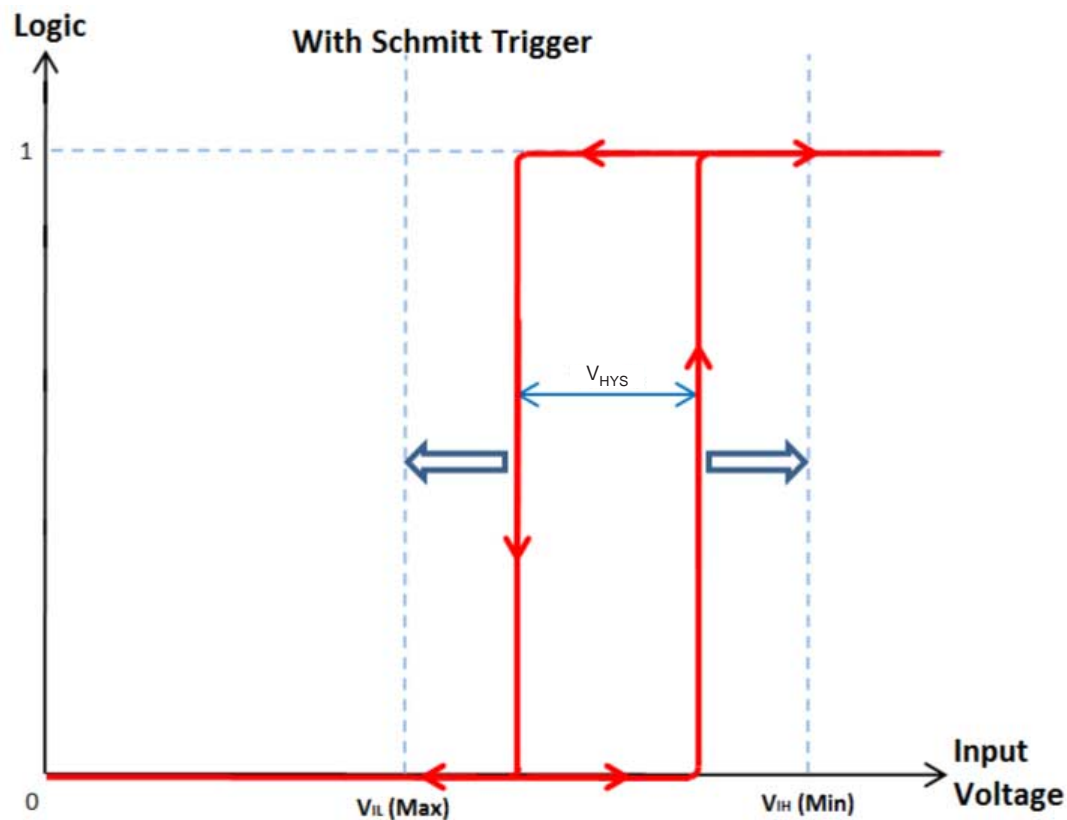 Logic
With Schmitt Trigger
1
VHYS
0
VIL (Max)
VIH (Min)
Input
Voltage